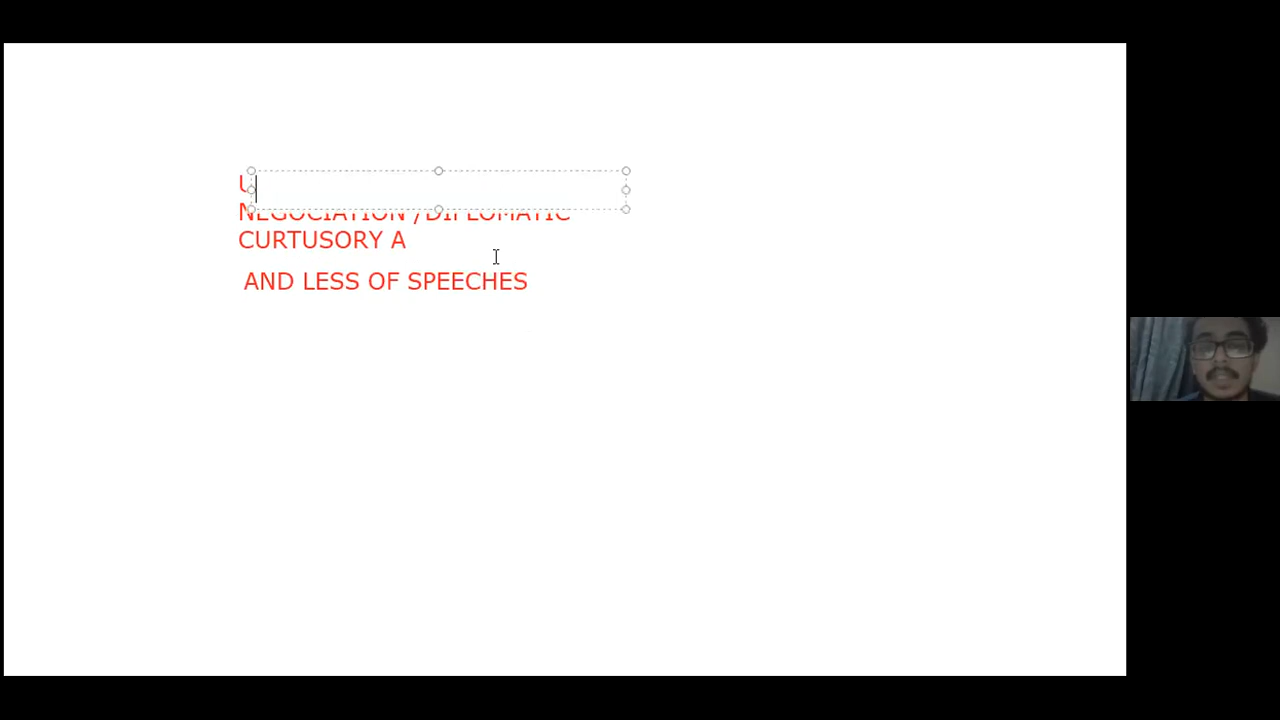 U
NEGOCIATION /DIPLOMATIC
CURTUSORY A
AND LESS OF SPEECHES